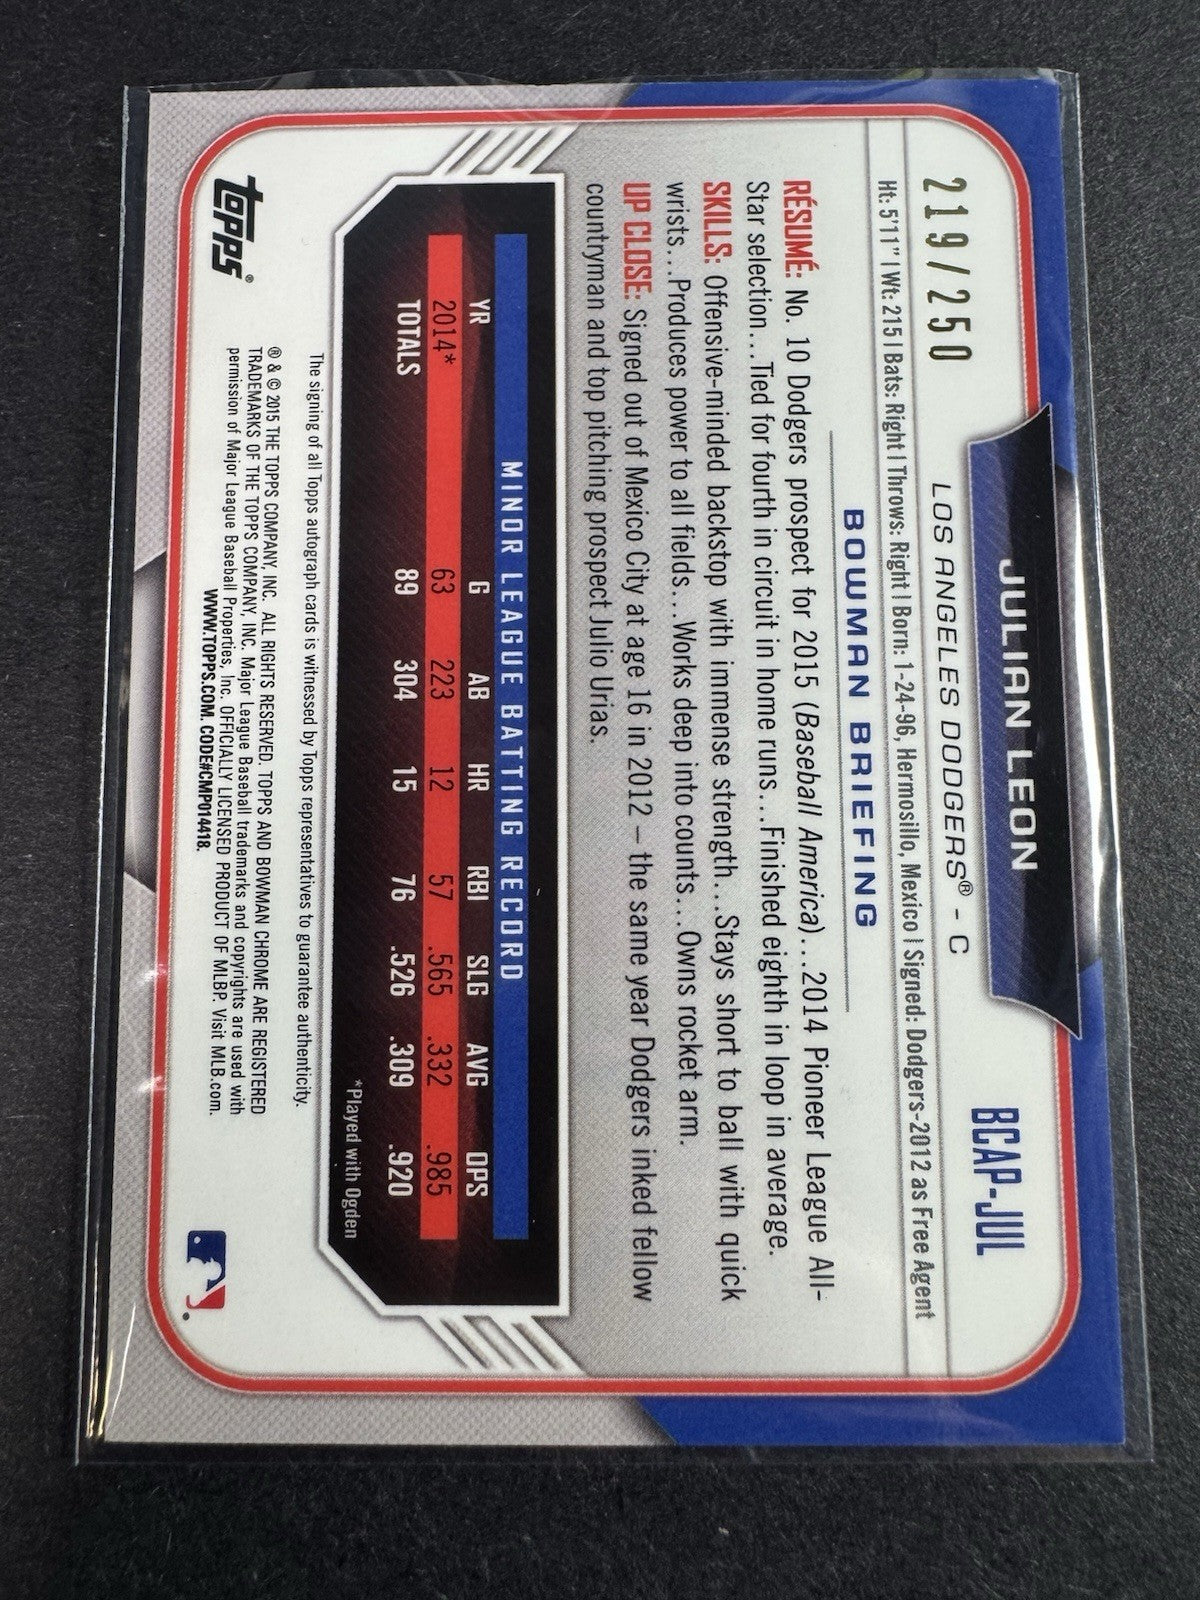 JULIAN LEON
219/250
LOS ANGELES DODGERS® - C
BCAP-JUL
Ht: 5'11" | Wt: 215 | Bats: Right | Throws: Right | Born: 1-24-96, Hermosillo, Mexico | Signed: Dodgers-2012 as Free Agent
BOWMAN BRIEFING
RÉSUMÉ: No. 10 Dodgers prospect for 2015 (Baseball America)...2014 Pioneer League All-
Star selection...Tied for fourth in circuit in home runs...Finished eighth in loop in average.
SKILLS: Offensive-minded backstop with immense strength...Stays short to ball with quick
wrists...Produces power to all fields...Works deep into counts...Owns rocket arm.
UP CLOSE: Signed out of Mexico City at age 16 in 2012 – the same year Dodgers inked fellow
countryman and top pitching prospect Julio Urias.
MINOR LEAGUE BATTING RECORD
YR G AB HR RBI SLG AVG OPS
2014* 63 223 12 57 .565 .332 .985
TOTALS 89 304 15 76 .526 .309 .920
*Played with Ogden
The signing of all Topps autograph cards is witnessed by Topps representatives to guarantee authenticity.
® & © 2015 THE TOPPS COMPANY, INC. ALL RIGHTS RESERVED. TOPPS AND BOWMAN CHROME ARE REGISTERED
TRADEMARKS OF THE TOPPS COMPANY, INC. Major League Baseball trademarks and copyrights are used with
permission of Major League Baseball Properties, Inc. OFFICIALLY LICENSED PRODUCT OF MLBP. Visit MLB.com.
WWW.TOPPS.COM. CODE#CMP014418.
topps®